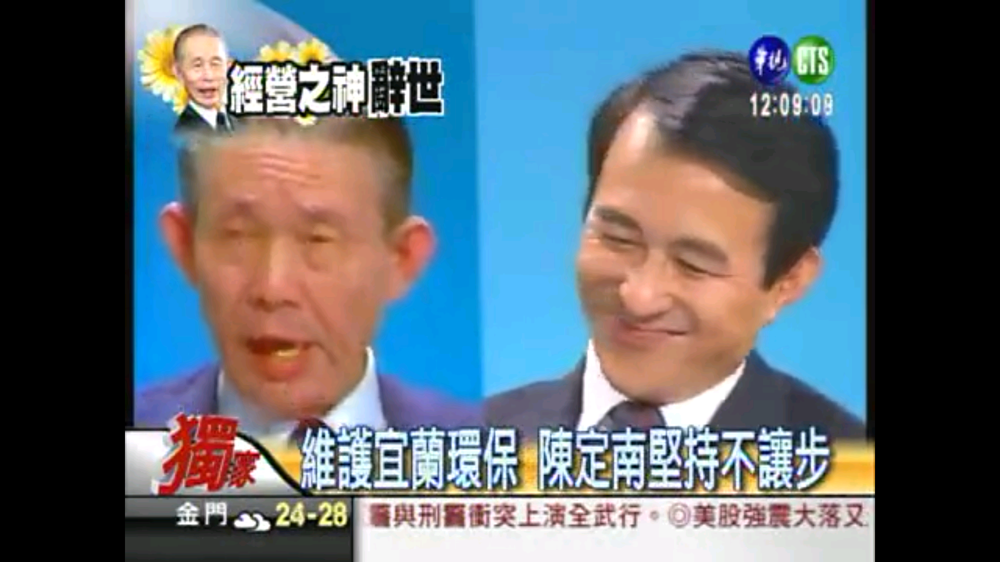 經營之神辭世
華視 CTS
12:09:09
獨家
維護宜蘭環保 陳定南堅持不讓步
金門 24-28
與刑警衝突上演全武行。◎美股強震大落又